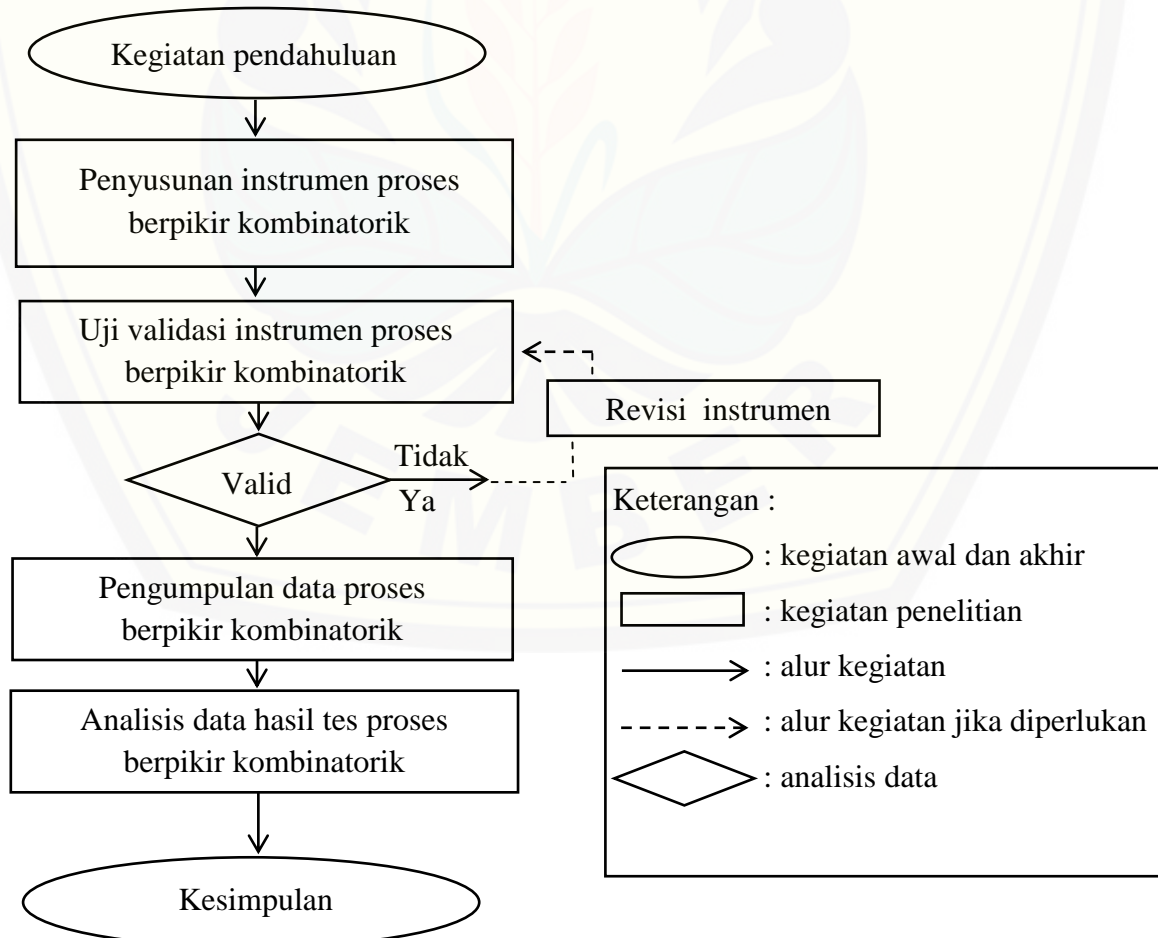 Kegiatan pendahuluan
Penyusunan instrumen proses
berpikir kombinatorik
Uji validasi instrumen proses
berpikir kombinatorik
Revisi instrumen
Tidak
Valid
Ya
Pengumpulan data proses
berpikir kombinatorik
Analisis data hasil tes proses
berpikir kombinatorik
Kesimpulan
Keterangan :
: kegiatan awal dan akhir
: kegiatan penelitian
: alur kegiatan
: alur kegiatan jika diperlukan
: analisis data
JEMBER